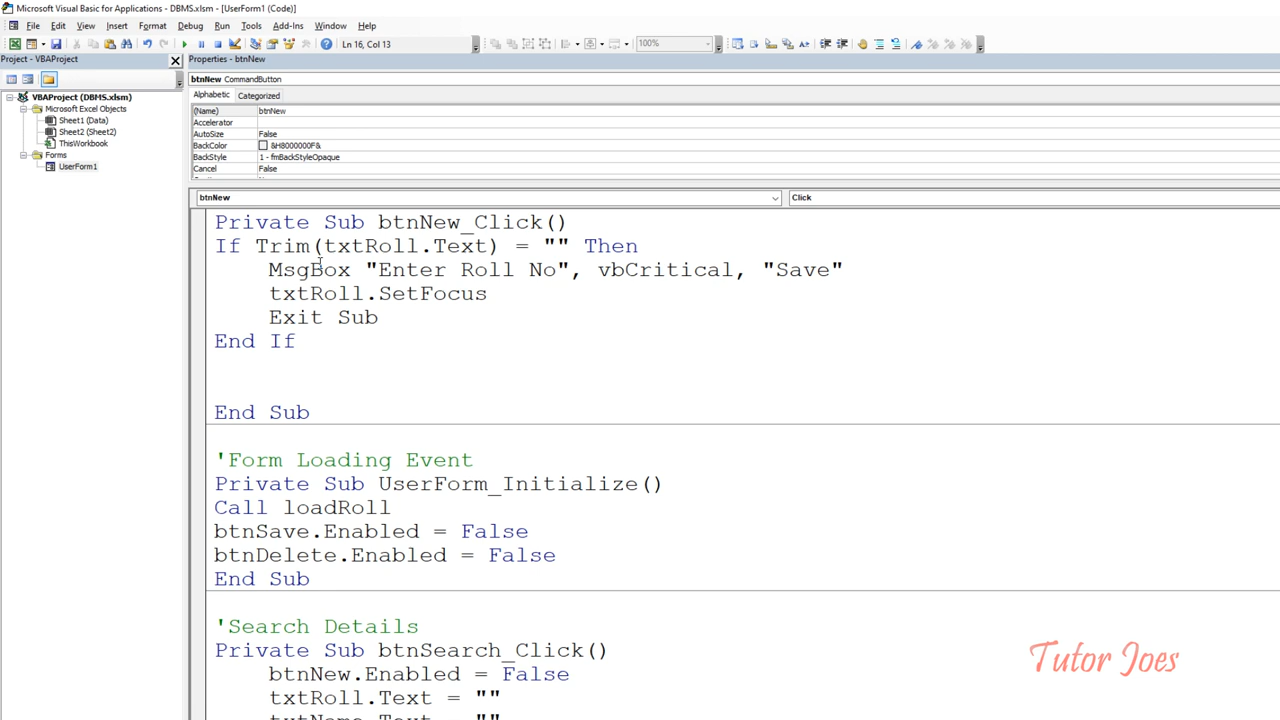 Microsoft Visual Basic for Applications - DBMS.xlsm - [UserForm1 (Code)]
File Edit View Insert Format Debug Run Tools Add-Ins Window Help
Ln 16, Col 13
100%
Project - VBAProject
Properties - btnNew
btnNew CommandButton
Alphabetic Categorized
VBAProject (DBMS.xlsm)
Microsoft Excel Objects
Sheet1 (Data)
Sheet2 (Sheet2)
ThisWorkbook
Forms
UserForm1
(Name) btnNew
Accelerator
AutoSize False
BackColor &H8000000F&
BackStyle 1 - fmBackStyleOpaque
Cancel False
btnNew
Click
Private Sub btnNew_Click()
If Trim(txtRoll.Text) = "" Then
MsgBox "Enter Roll No", vbCritical, "Save"
txtRoll.SetFocus
Exit Sub
End If
End Sub
'Form Loading Event
Private Sub UserForm_Initialize()
Call loadRoll
btnSave.Enabled = False
btnDelete.Enabled = False
End Sub
'Search Details
Private Sub btnSearch_Click()
btnNew.Enabled = False
txtRoll.Text = ""
txtName.Text = ""
Tutor Joes